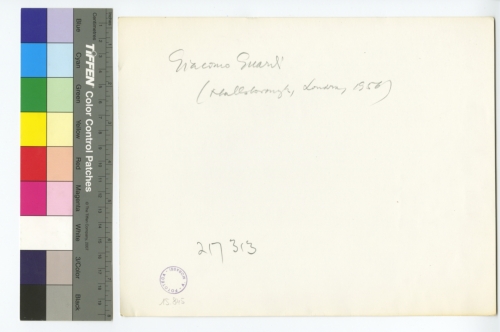 Blue
Cyan
Green
Yellow
Red
Magenta
White
3/Color
Black
TIFFEN Color Control Patches
Giacomo Guardi
(Marlborough, London, 1956)
217313